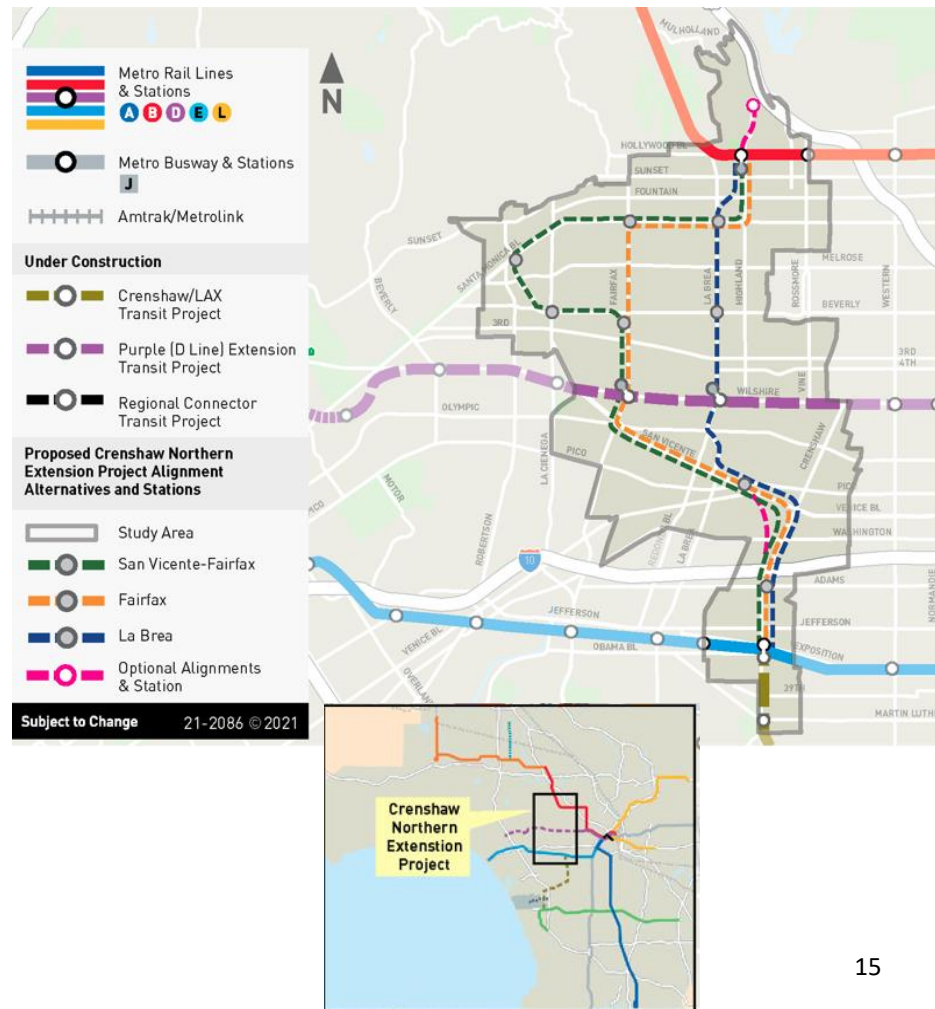 Metro Rail Lines
& Stations
A B D E L
Metro Busway & Stations
J
Amtrak/Metrolink
Under Construction
Crenshaw/LAX
Transit Project
Purple (D Line) Extension
Transit Project
Regional Connector
Transit Project
Proposed Crenshaw Northern
Extension Project Alignment
Alternatives and Stations
Study Area
San Vicente-Fairfax
Fairfax
La Brea
Optional Alignments
& Station
Subject to Change 21-2086 © 2021
N
MULHOLLAND
HOLLYWOOD BL
SUNSET
FOUNTAIN
SUNSET
SANTA MONICA BL
BEVERLY
FAIRFAX
LA BREA
HIGHLAND
ROSSMORE
MELROSE
WESTERN
BEVERLY
3RD
3RD
4TH
VINE
WILSHIRE
OLYMPIC
SAN VICENTE
CRENSHAW
PICO
LA CIENEGA
PICO
VENICE BL
WASHINGTON
MOTOR
ROBERTSON
REDONDO BL
LA BREA
10
ADAMS
NORMANDIE
JEFFERSON
JEFFERSON
VENICE BL
OBAMA BL
EXPOSITION
OVERLAN
29TH
MARTIN LUTH
Crenshaw
Northern
Extenstion
Project
15